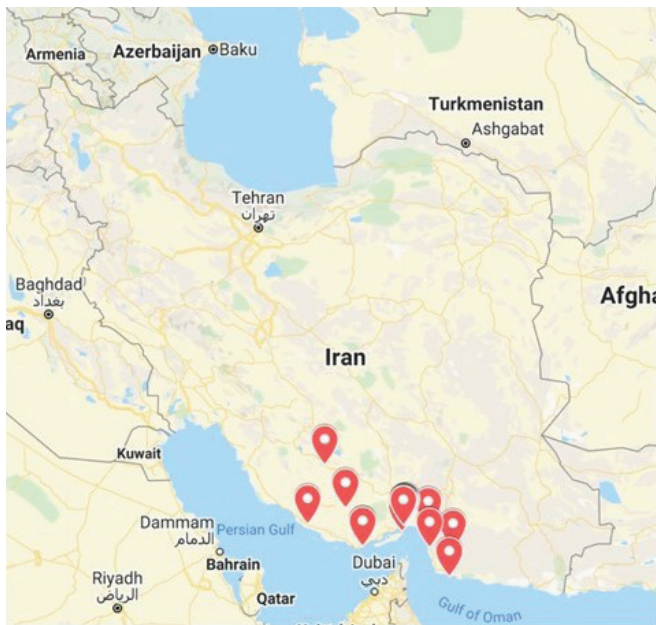 Armenia
Azerbaijan
Baku
Turkmenistan
Ashgabat
Tehran
تهران
Baghdad
بغداد
Afgha
aq
Iran
Kuwait
Dammam
الدمام
Persian Gulf
Bahrain
Dubai
دبي
Riyadh
الرياض
Qatar
Gulf of Oman